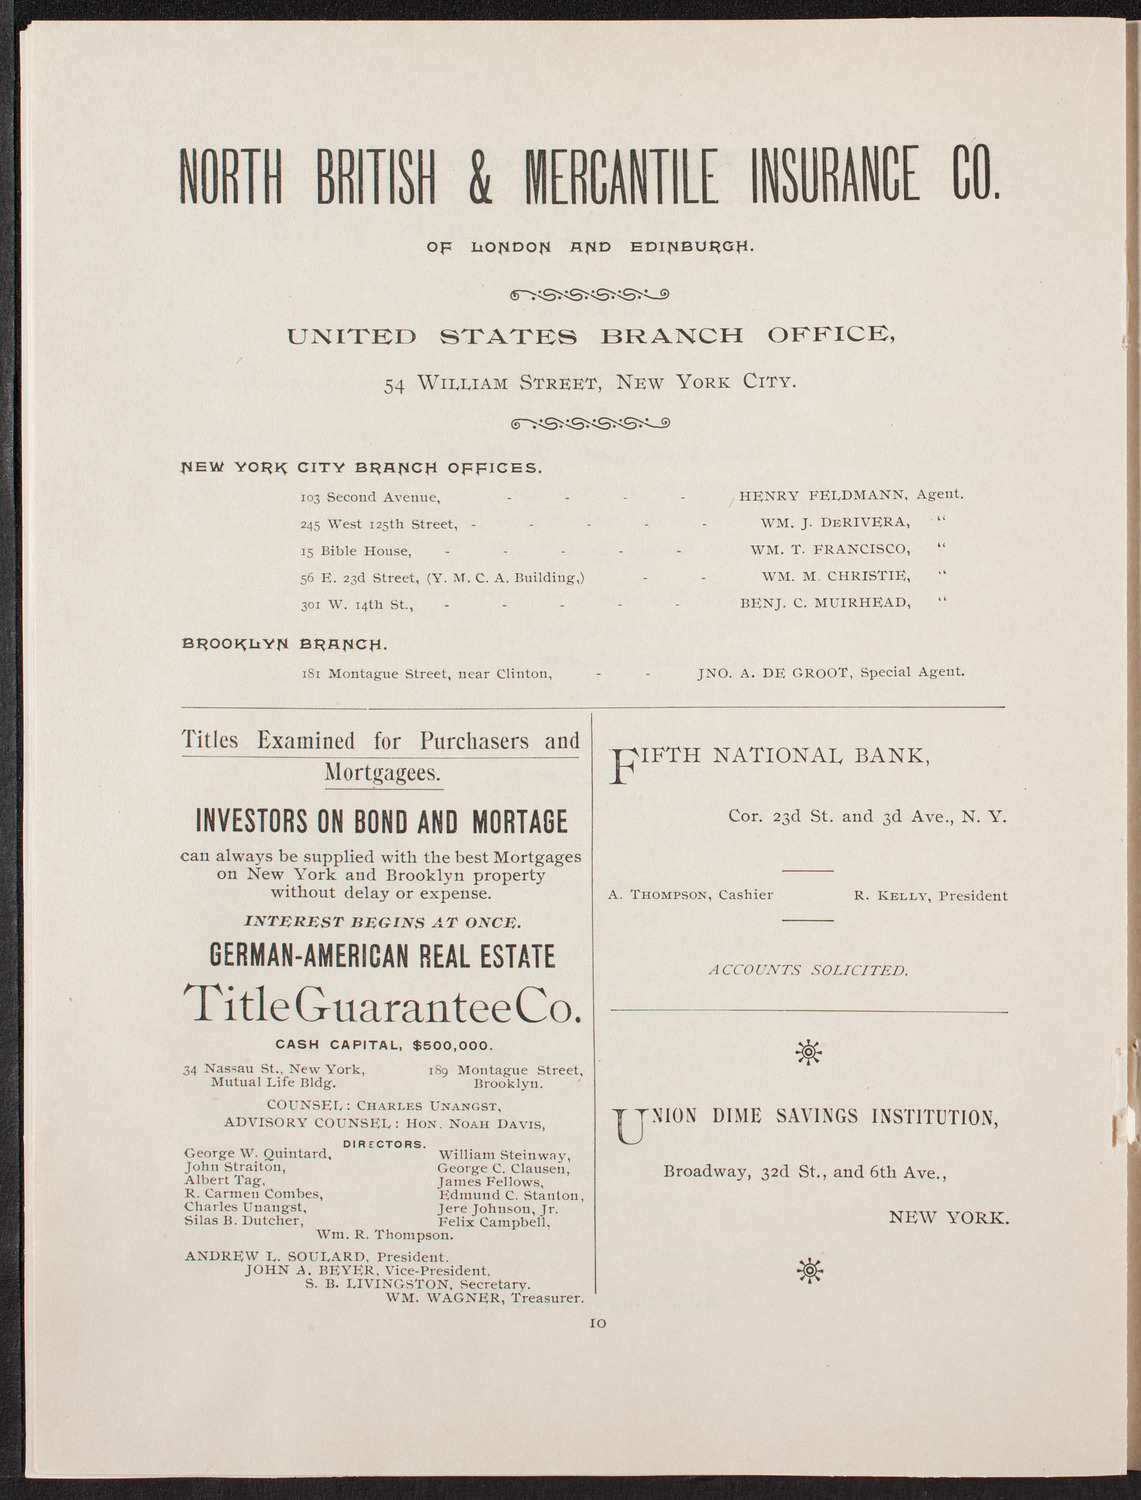 NORTH BRITISH & MERCANTILE INSURANCE CO.
OF LONDON AND EDINBURGH.
UNITED STATES BRANCH OFFICE,
54 WILLIAM STREET, NEW YORK CITY.
NEW YORK CITY BRANCH OFFICES.
103 Second Avenue, - - - - HENRY FELDMANN, Agent.
245 West 125th Street, - - - - - WM. J. DERIVERA, "
15 Bible House, - - - - - WM. T. FRANCISCO, "
56 E. 23d Street, (Y. M. C. A. Building,) - - WM. M. CHRISTIE, "
301 W. 14th St., - - - - - BENJ. C. MUIRHEAD, "
BROOKLYN BRANCH.
181 Montague Street, near Clinton, - - JNO. A. DE GROOT, Special Agent.
Titles Examined for Purchasers and
Mortgagees.
INVESTORS ON BOND AND MORTAGE
can always be supplied with the best Mortgages
on New York and Brooklyn property
without delay or expense.
INTEREST BEGINS AT ONCE.
GERMAN-AMERICAN REAL ESTATE
Title Guarantee Co.
CASH CAPITAL, $500,000.
34 Nassau St., New York, 189 Montague Street,
Mutual Life Bldg. Brooklyn.
COUNSEL: CHARLES UNANGST,
ADVISORY COUNSEL: HON. NOAH DAVIS,
DIRECTORS.
George W. Quintard, William Steinway,
John Straiton, George C. Clausen,
Albert Tag, James Fellows,
R. Carmen Combes, Edmund C. Stanton,
Charles Unangst, Jere Johnson, Jr.
Silas B. Dutcher, Felix Campbell,
Wm. R. Thompson.
ANDREW L. SOULARD, President.
JOHN A. BEYER, Vice-President,
S. B. LIVINGSTON, Secretary.
WM. WAGNER, Treasurer.
FIFTH NATIONAL BANK,
Cor. 23d St. and 3d Ave., N. Y.
A. THOMPSON, Cashier R. KELLY, President
ACCOUNTS SOLICITED.
UNION DIME SAVINGS INSTITUTION,
Broadway, 32d St., and 6th Ave.,
NEW YORK.
10